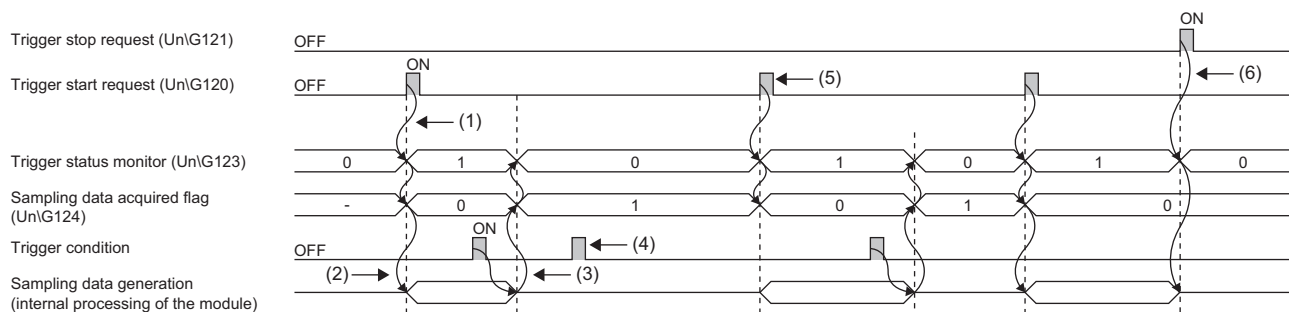 ON
Trigger stop request (Un\G121) OFF
ON (5) (6)
Trigger start request (Un\G120) OFF
(1)
Trigger status monitor (Un\G123) 0 1 0 1 0 1 0
Sampling data acquired flag
(Un\G124) - 0 1 0 1 0
ON (4)
Trigger condition OFF
(2) (3)
Sampling data generation
(internal processing of the module)